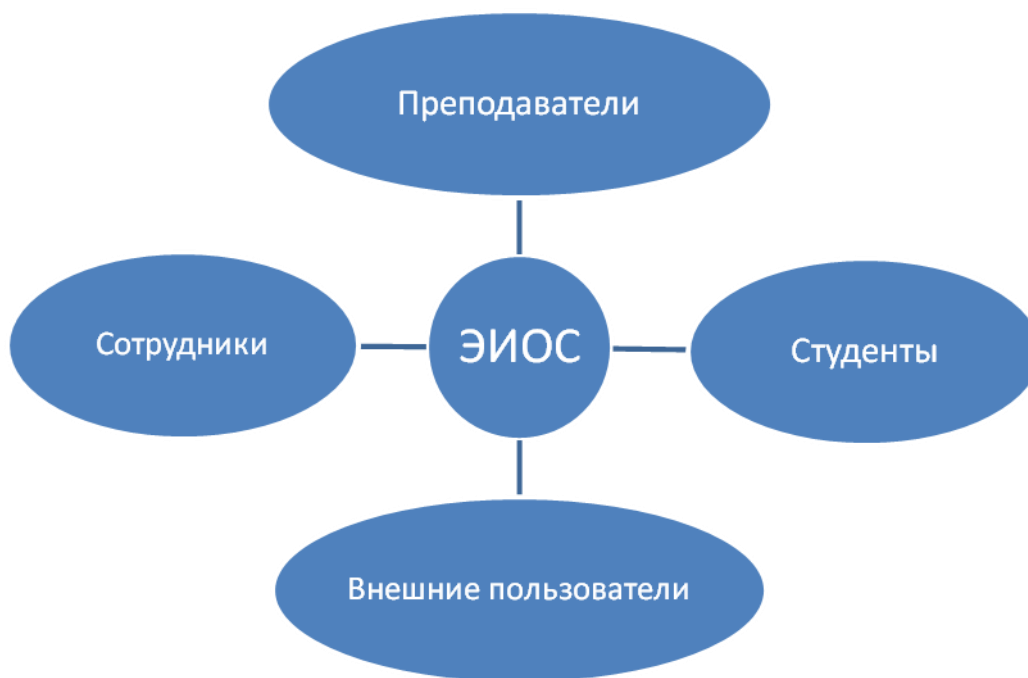 Преподаватели
Сотрудники
ЭИОС
Студенты
Внешние пользователи